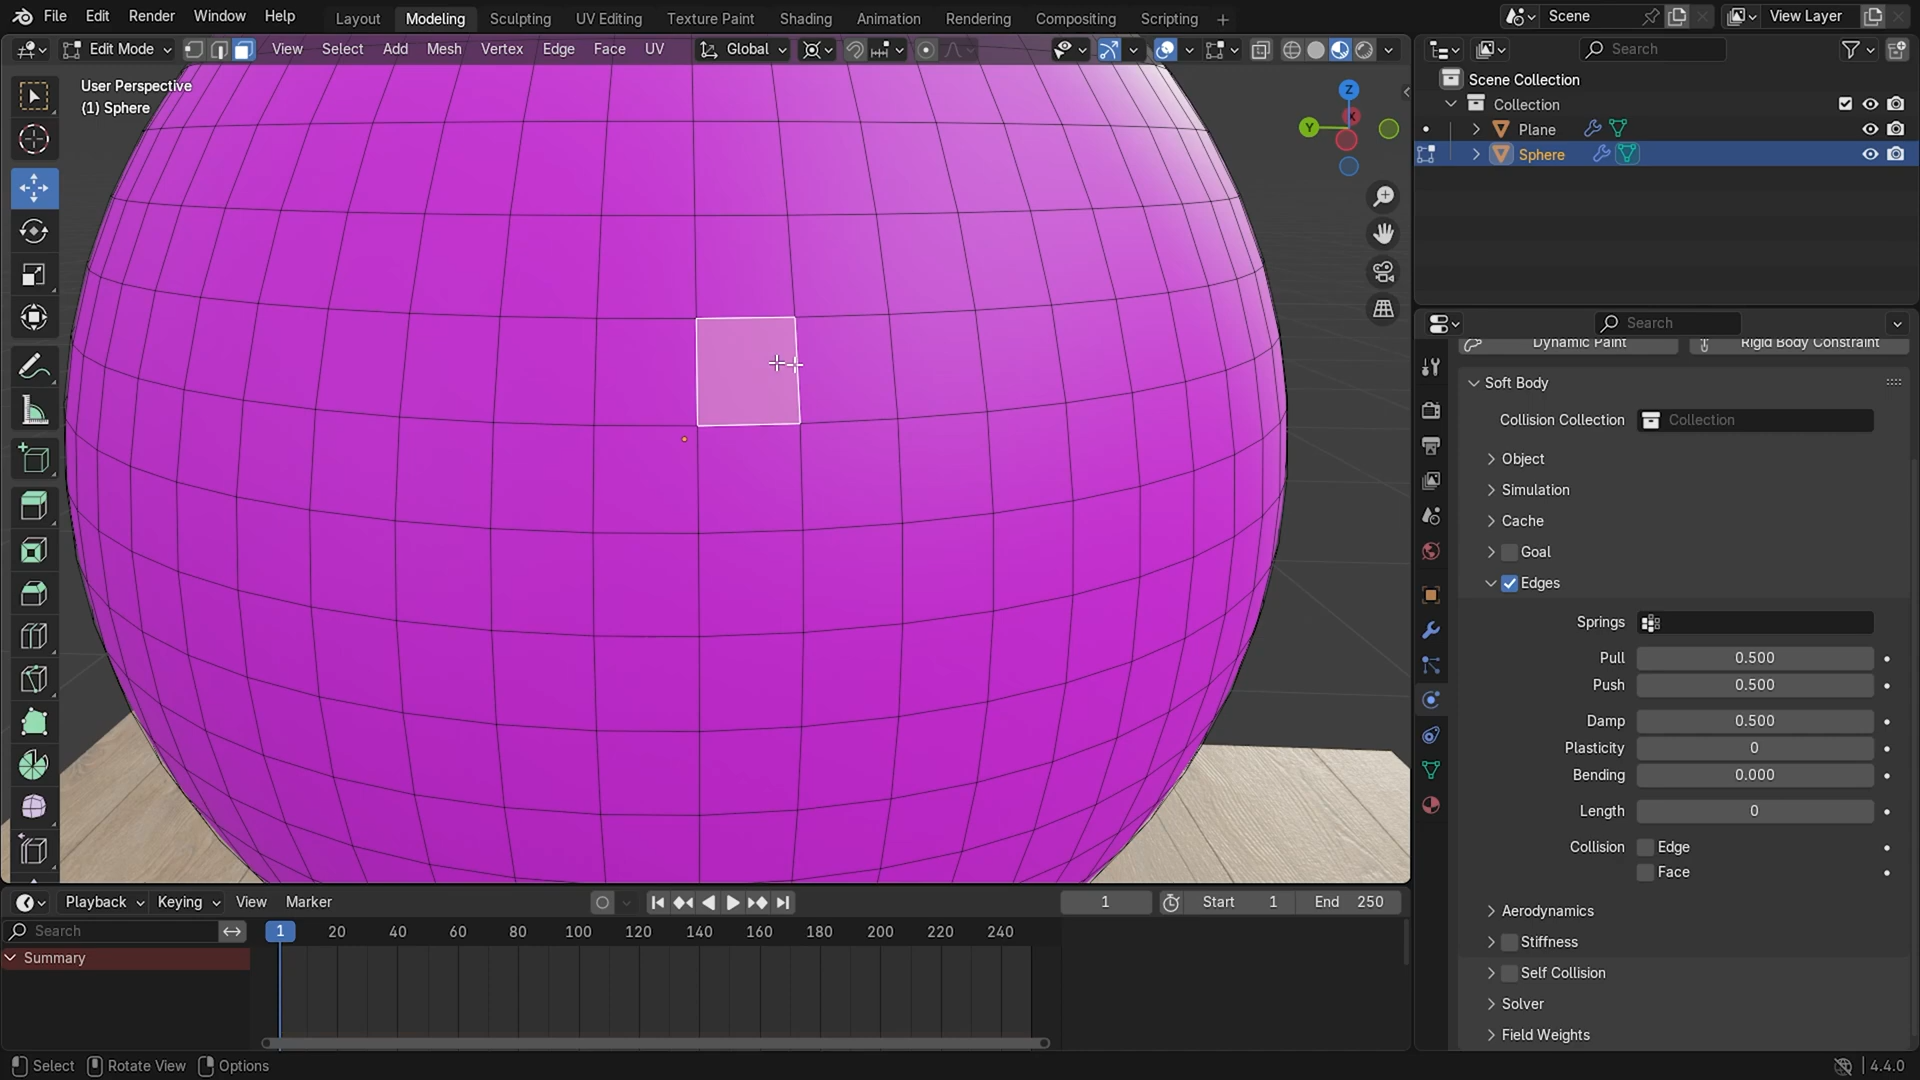 File Edit Render Window Help Layout Modeling Sculpting UV Editing Texture Paint Shading Animation Rendering Compositing Scripting Scene View Layer
Edit Mode View Select Add Mesh Vertex Edge Face UV Global Search
User Perspective
(1) Sphere
Z
Y
X
Scene Collection
Collection
Plane
Sphere
Search
Dynamic Paint Rigid Body Constraint
Soft Body
Collision Collection Collection
Object
Simulation
Cache
Goal
Edges
Springs
Pull 0.500
Push 0.500
Damp 0.500
Plasticity 0
Bending 0.000
Length 0
Collision Edge
Face
Aerodynamics
Stiffness
Self Collision
Solver
Field Weights
Playback Keying View Marker 1 Start 1 End 250
Search 1 20 40 60 80 100 120 140 160 180 200 220 240
Summary
Select Rotate View Options 4.4.0